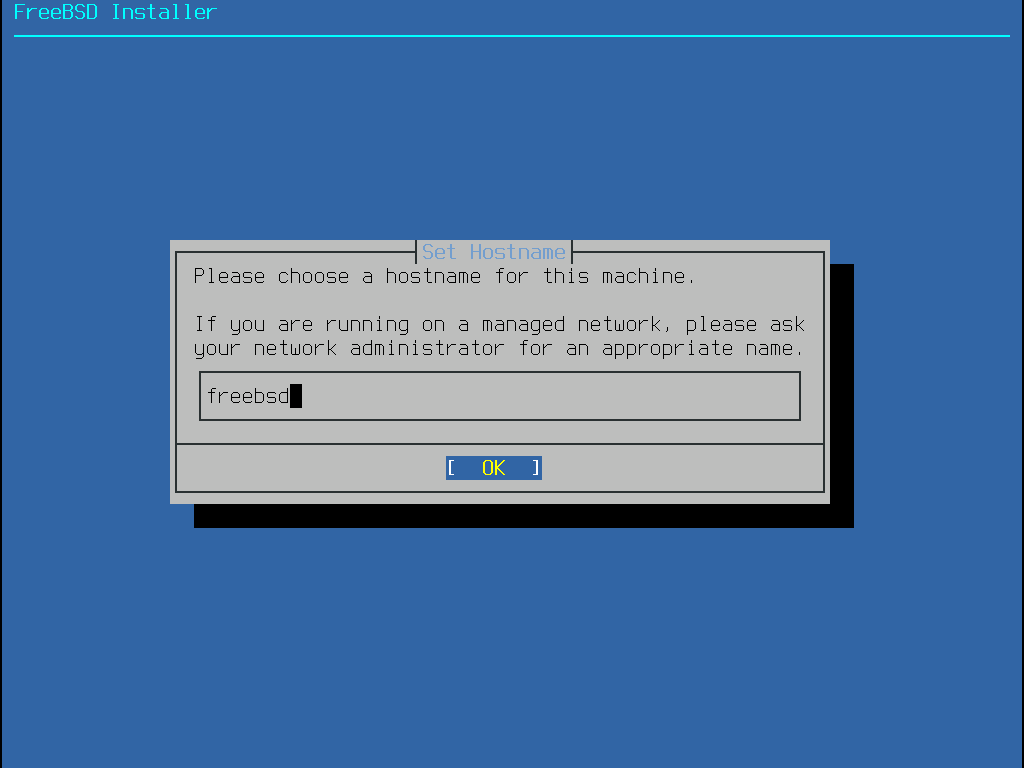 FreeBSD Installer
Set Hostname
Please choose a hostname for this machine.
If you are running on a managed network, please ask
your network administrator for an appropriate name.
freebsd
[  OK  ]